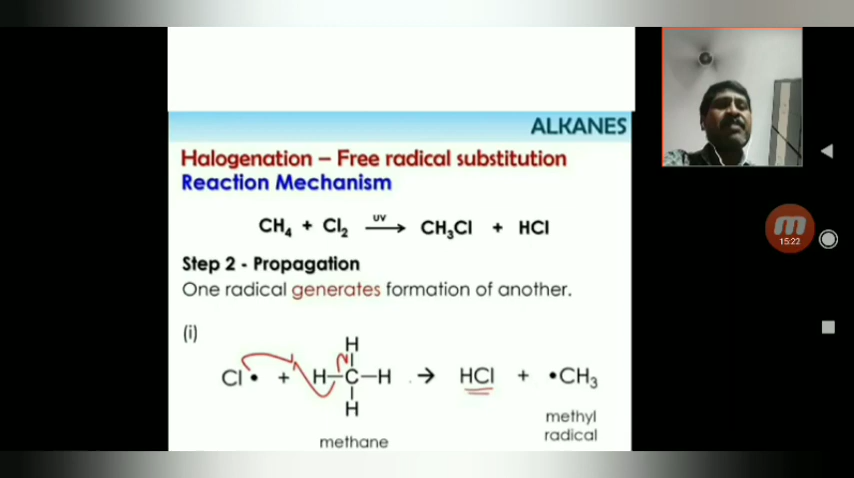 ALKANES
Halogenation – Free radical substitution
Reaction Mechanism
CH₄ + Cl₂ —UV→ CH₃Cl + HCl
Step 2 - Propagation
One radical generates formation of another.
(i)
H
Cl• + H–C–H → HCl + •CH₃
H
methane
methyl
radical
15:22